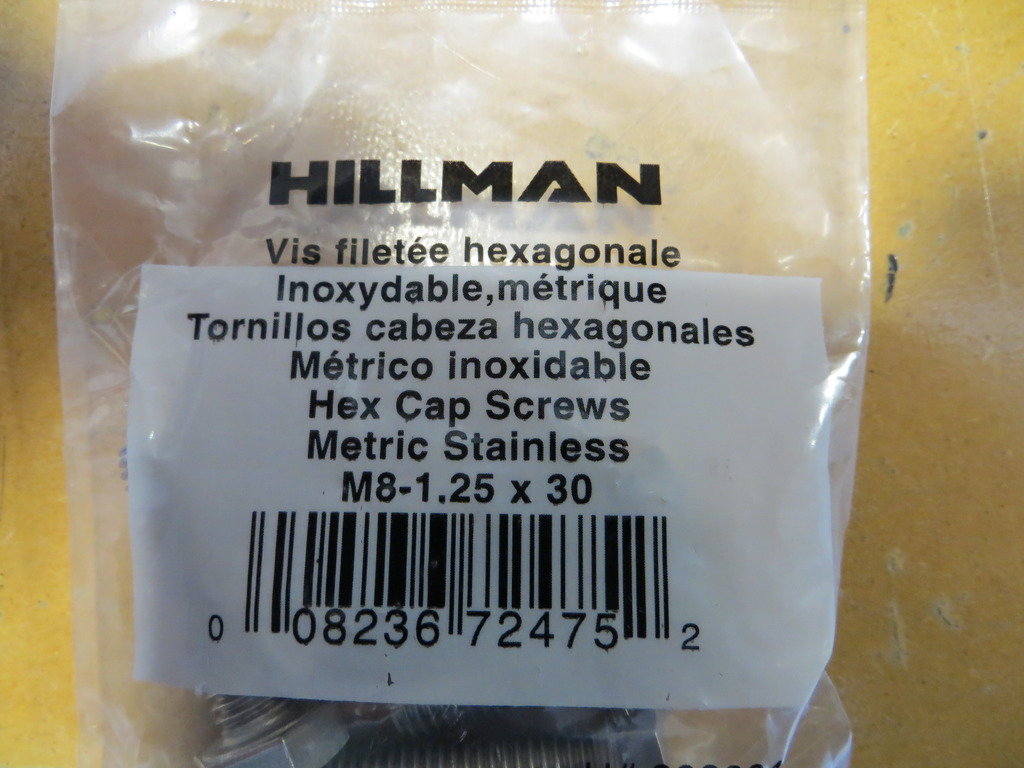 HILLMAN
Vis filetée hexagonale
Inoxydable,métrique
Tornillos cabeza hexagonales
Métrico inoxidable
Hex Cap Screws
Metric Stainless
M8-1.25 x 30
0 08236 72475 2